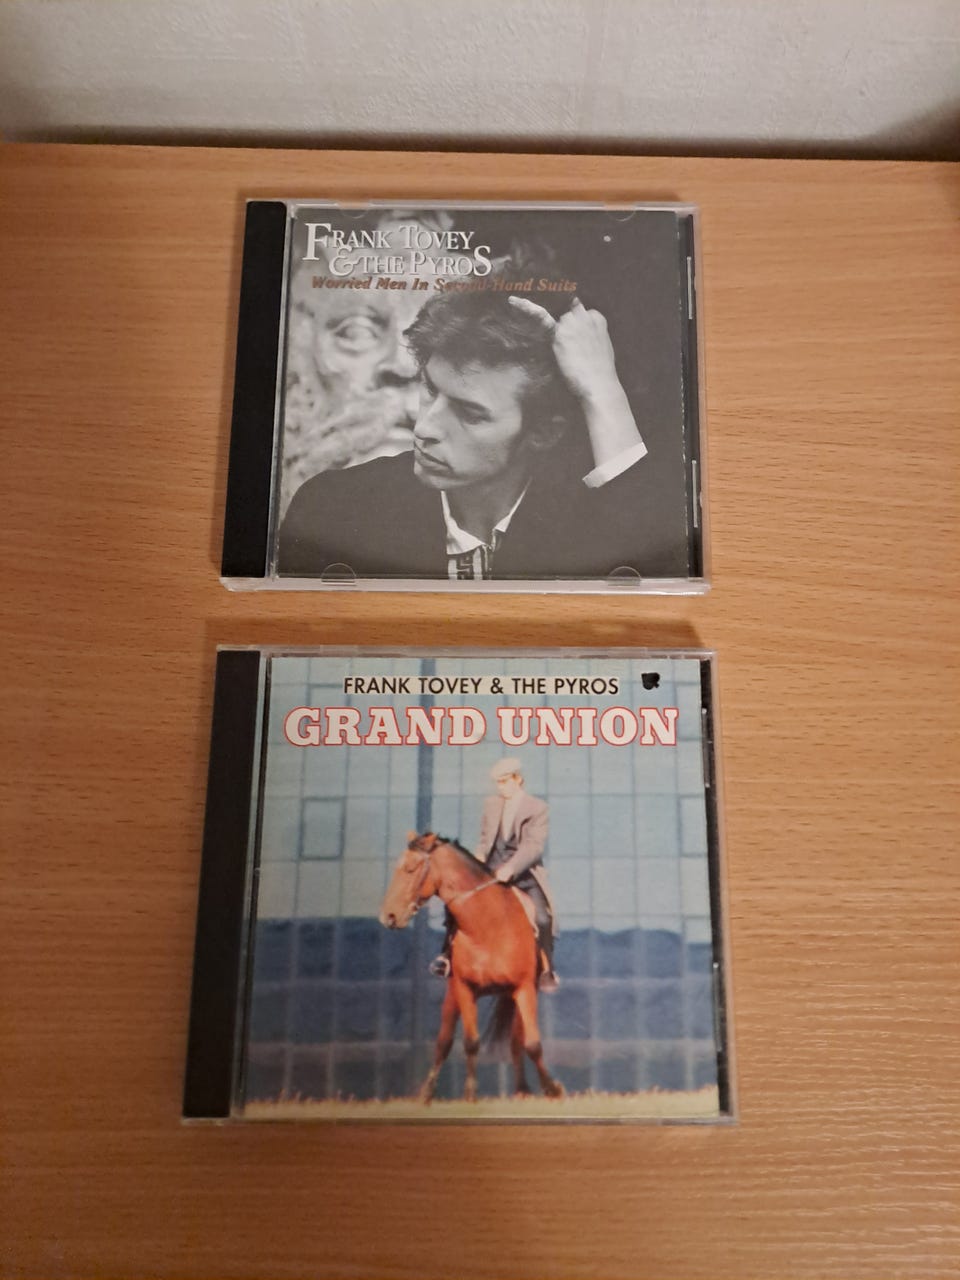 FRANK TOVEY
& THE PYROS
Worried Men In Second-Hand Suits
FRANK TOVEY & THE PYROS
GRAND UNION